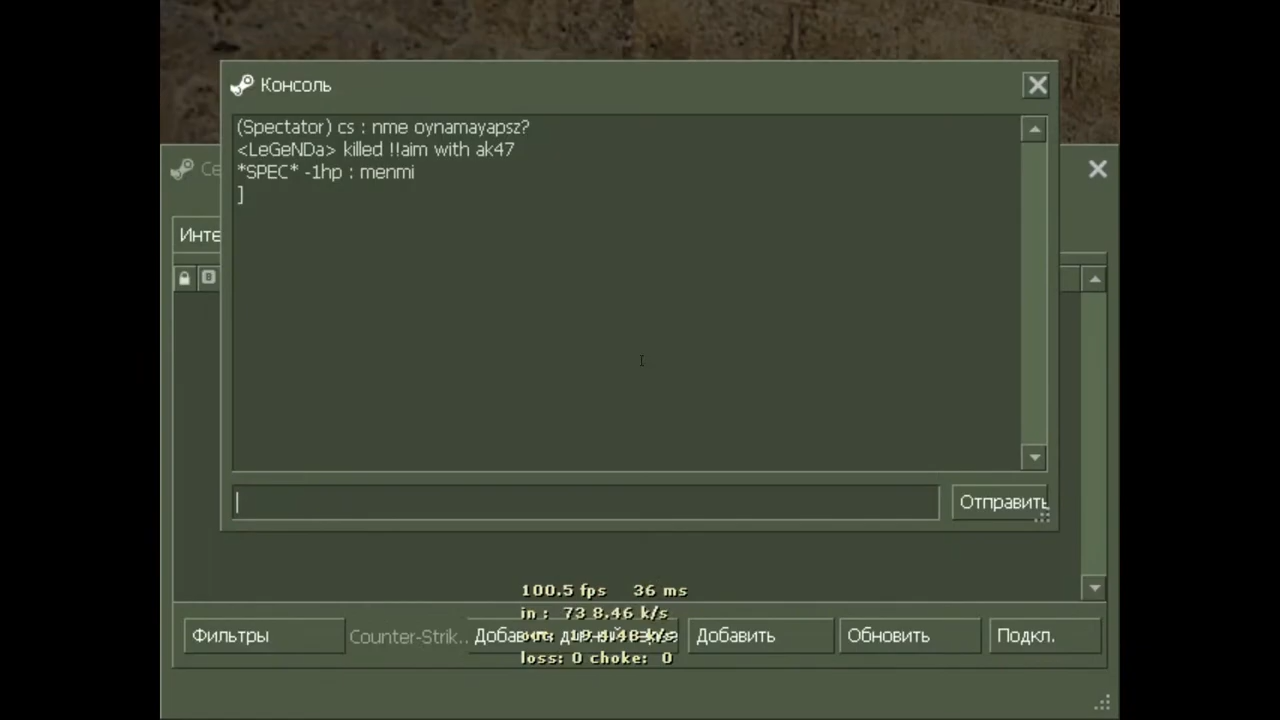 Консоль
(Spectator) cs : nme oynamayapsz?
<LeGeNDa> killed !!aim with ak47
*SPEC* -1hp : menmi
]
Се
Инте
Отправить
100.5 fps 36 ms
in : 73 8.46 k/s
loss: 0 choke: 0
Фильтры
Counter-Strik..
Добавить
Обновить
Подкл.